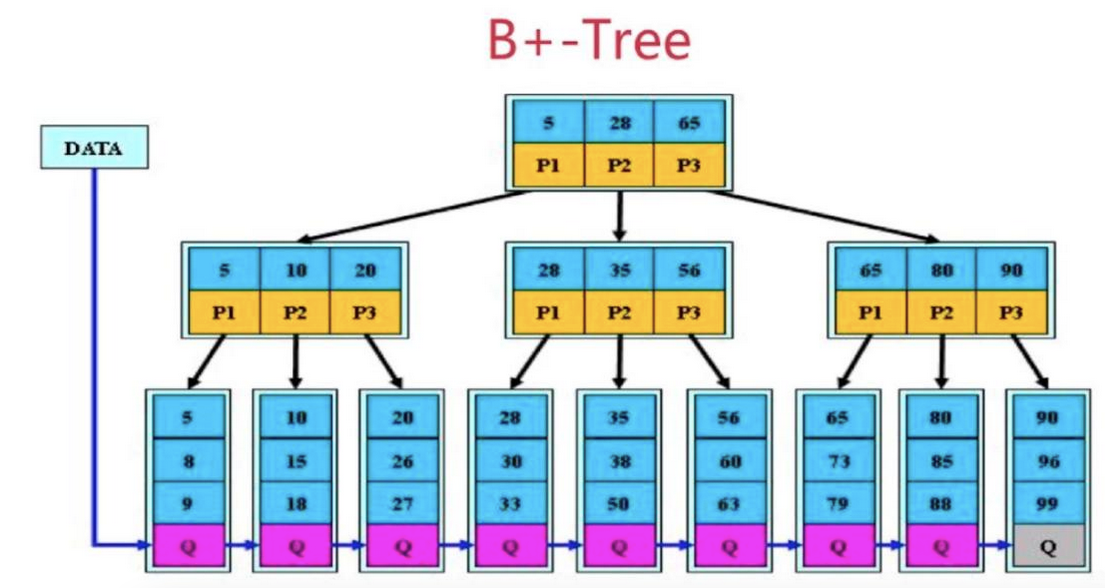 B+-Tree
DATA
5 28 65
P1 P2 P3
5 10 20
P1 P2 P3
28 35 56
P1 P2 P3
65 80 90
P1 P2 P3
5 10 20 28 35 56 65 80 90
8 15 26 30 38 60 73 85 96
9 18 27 33 50 63 79 88 99
Q Q Q Q Q Q Q Q Q